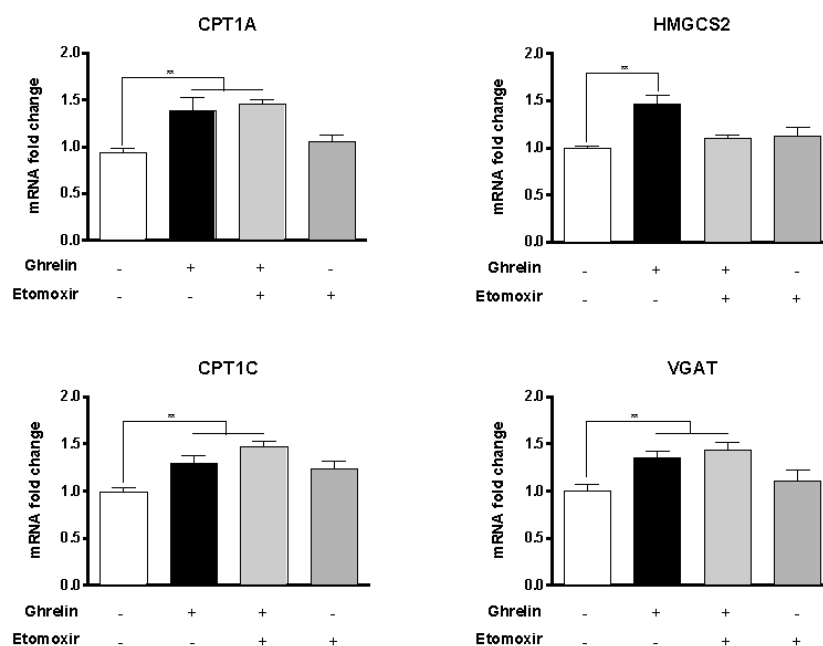 CPT1A
mRNA fold change
2.0
1.5
1.0
0.5
0.0
Ghrelin - + + -
Etomoxir - - + +
HMGCS2
mRNA fold change
2.0
1.5
1.0
0.5
0.0
Ghrelin - + + -
Etomoxir - - + +
CPT1C
mRNA fold change
2.0
1.5
1.0
0.5
0.0
Ghrelin - + + -
Etomoxir - - + +
VGAT
mRNA fold change
2.0
1.5
1.0
0.5
0.0
Ghrelin - + + -
Etomoxir - - + +